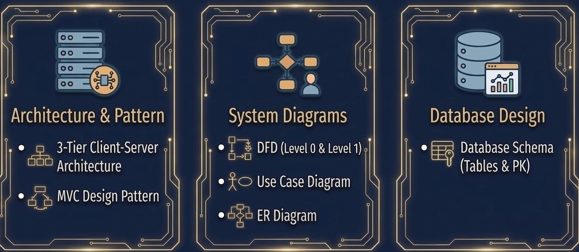 Architecture & Pattern
3-Tier Client-Server
Architecture
MVC Design Pattern
System Diagrams
DFD (Level 0 & Level 1)
Use Case Diagram
ER Diagram
Database Design
Database Schema
(Tables & PK)